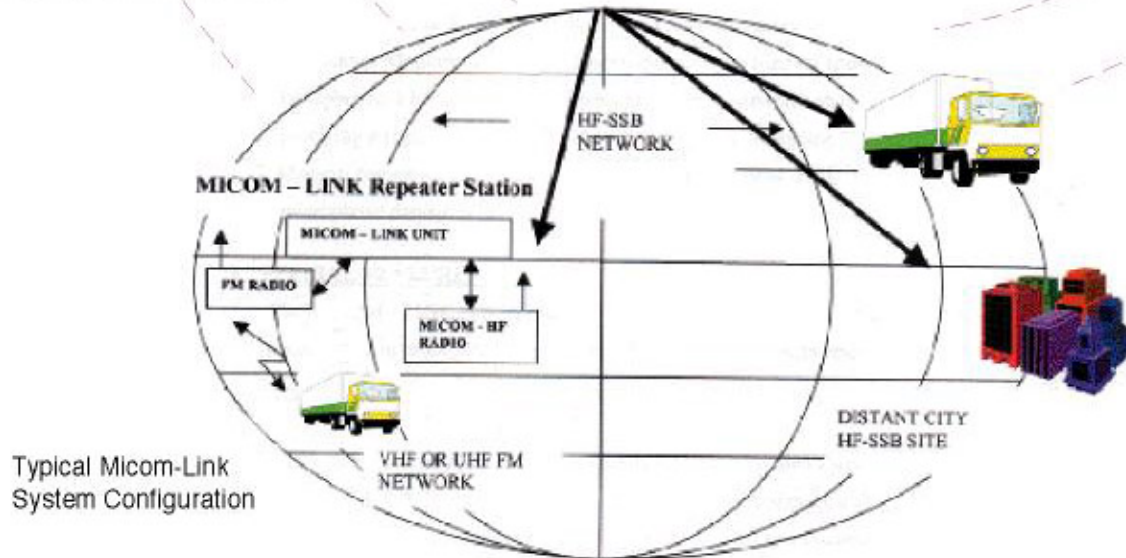 HF-SSB
NETWORK
MICOM – LINK Repeater Station
MICOM – LINK UNIT
FM RADIO
MICOM - HF
RADIO
DISTANT CITY
HF-SSB SITE
VHF OR UHF FM
NETWORK
Typical Micom-Link
System Configuration